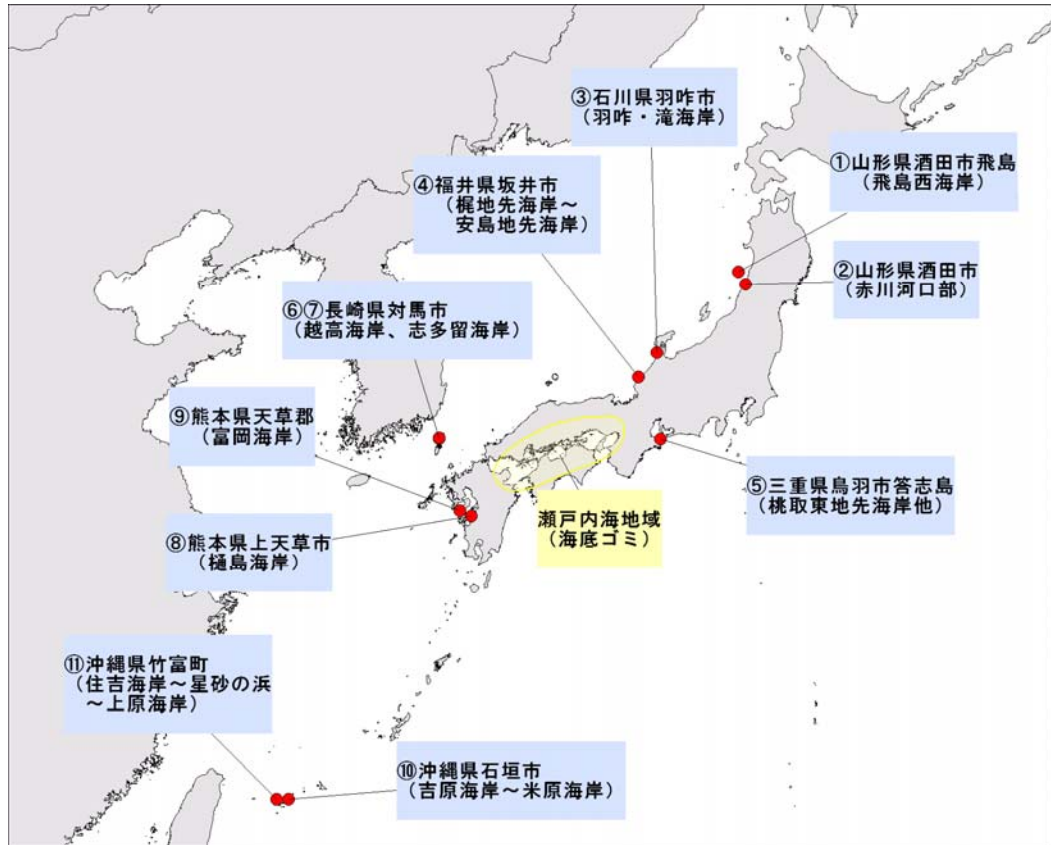 ③石川県羽咋市
（羽咋・滝海岸）
①山形県酒田市飛島
（飛島西海岸）
④福井県坂井市
（梶地先海岸～
安島地先海岸）
②山形県酒田市
（赤川河口部）
⑥⑦長崎県対馬市
（越高海岸、志多留海岸）
⑨熊本県天草郡
（富岡海岸）
⑤三重県鳥羽市答志島
（桃取東地先海岸他）
瀬戸内海地域
（海底ゴミ）
⑧熊本県上天草市
（樋島海岸）
⑪沖縄県竹富町
（住吉海岸～星砂の浜
～上原海岸）
⑩沖縄県石垣市
（吉原海岸～米原海岸）